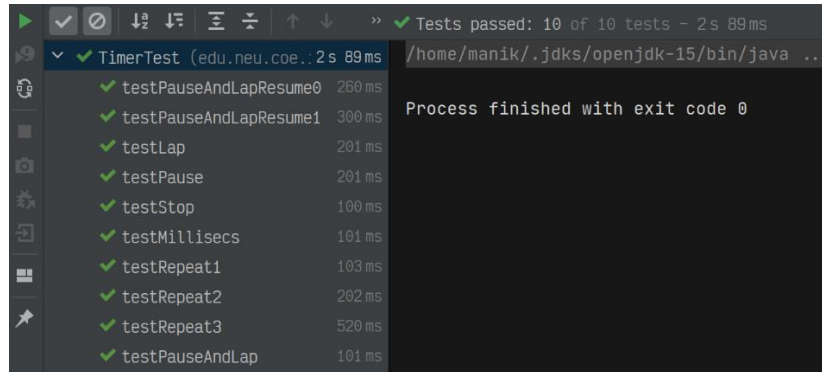 Tests passed: 10 of 10 tests – 2 s 89 ms
TimerTest (edu.neu.coe. 2 s 89 ms
testPauseAndLapResume0 260 ms
testPauseAndLapResume1 300 ms
testLap 201 ms
testPause 201 ms
testStop 100 ms
testMillisecs 101 ms
testRepeat1 103 ms
testRepeat2 202 ms
testRepeat3 520 ms
testPauseAndLap 101 ms
/home/manik/.jdks/openjdk-15/bin/java ..
Process finished with exit code 0